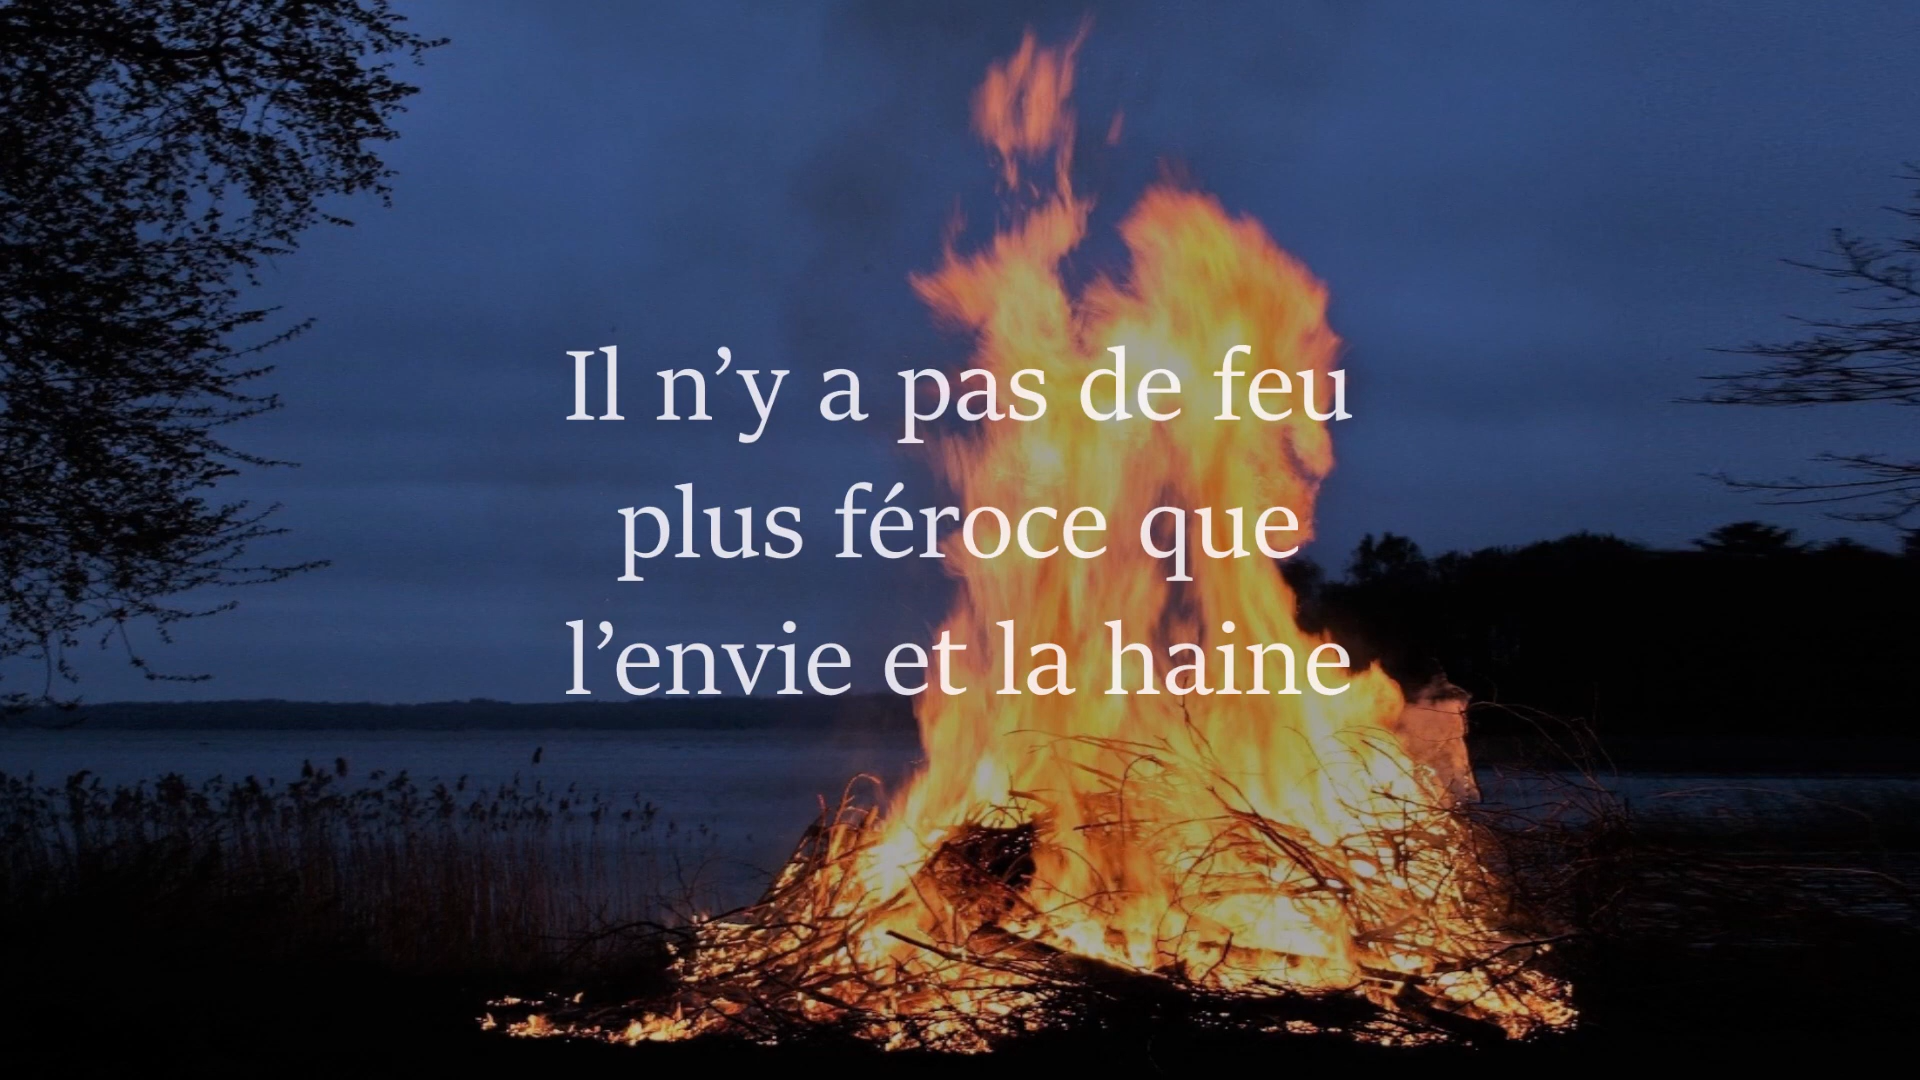 Il n’y a pas de feu
plus féroce que
l’envie et la haine